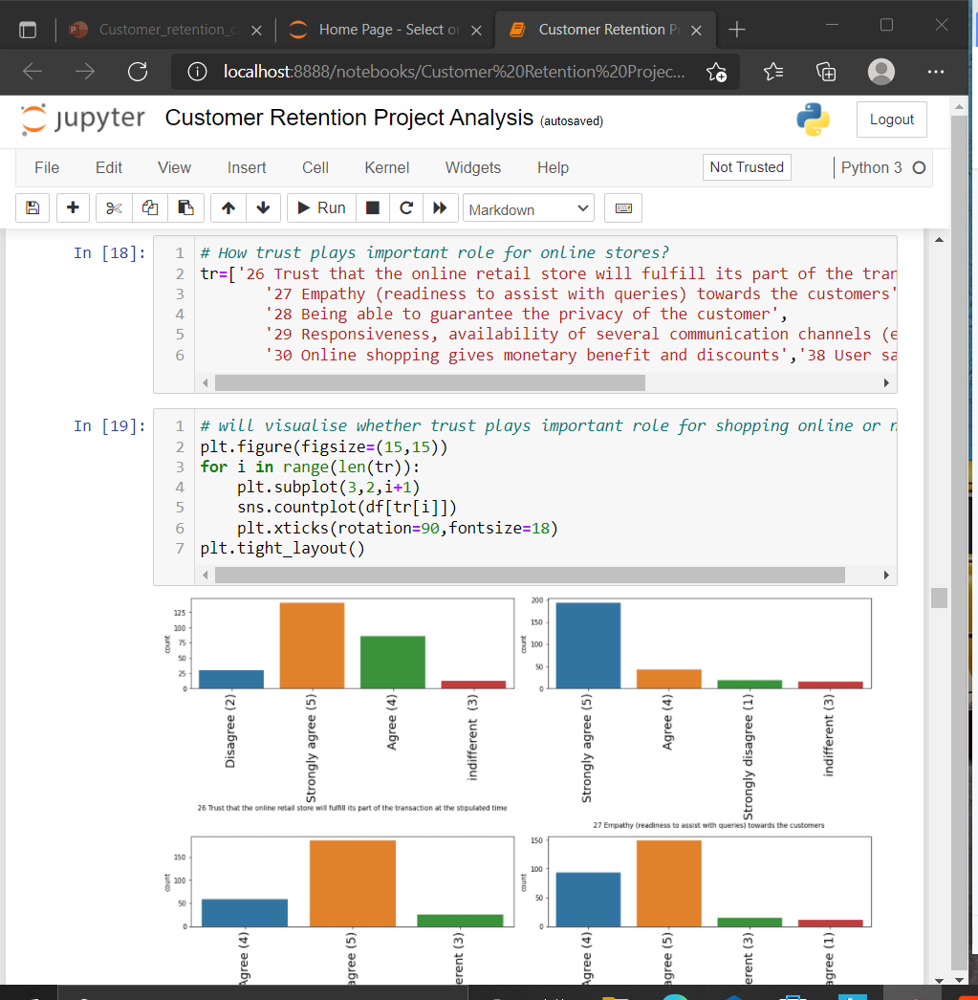 Customer_retention_c
Home Page - Select or
Customer Retention P
localhost:8888/notebooks/Customer%20Retention%20Projec...
jupyter
Customer Retention Project Analysis (autosaved)
Logout
File Edit View Insert Cell Kernel Widgets Help
Not Trusted
Python 3
Run
Markdown
In [18]:
1 # How trust plays important role for online stores?
2 tr=['26 Trust that the online retail store will fulfill its part of the tran
3 '27 Empathy (readiness to assist with queries) towards the customers'
4 '28 Being able to guarantee the privacy of the customer',
5 '29 Responsiveness, availability of several communication channels (e
6 '30 Online shopping gives monetary benefit and discounts','38 User sa
In [19]:
1 # will visualise whether trust plays important role for shopping online or n
2 plt.figure(figsize=(15,15))
3 for i in range(len(tr)):
4 plt.subplot(3,2,i+1)
5 sns.countplot(df[tr[i]])
6 plt.xticks(rotation=90,fontsize=18)
7 plt.tight_layout()
count
125
100
75
50
25
0
Disagree (2)
Strongly agree (5)
Agree (4)
indifferent (3)
26 Trust that the online retail store will fulfill its part of the transaction at the stipulated time
count
200
150
100
50
0
Strongly agree (5)
Agree (4)
Strongly disagree (1)
indifferent (3)
27 Empathy (readiness to assist with queries) towards the customers
count
150
100
50
0
Agree (4)
agree (5)
erent (3)
count
150
100
50
0
Agree (4)
agree (5)
erent (3)
agree (1)